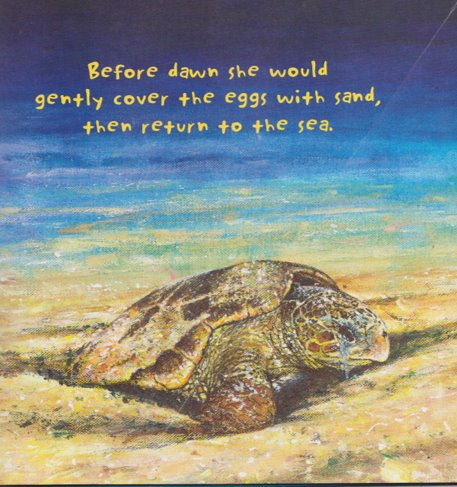 Before dawn she would
gently cover the eggs with sand,
then return to the sea.